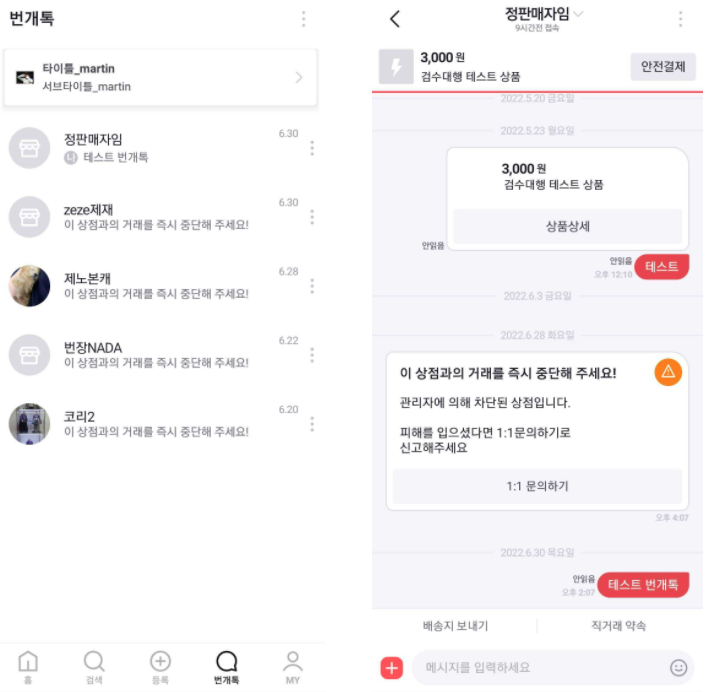 번개톡
타이틀_martin
서브타이틀_martin
정판매자임
6.30
나 테스트 번개톡
zeze제재
6.30
이 상점과의 거래를 즉시 중단해 주세요!
제노본캐
6.28
이 상점과의 거래를 즉시 중단해 주세요!
번장NADA
6.22
이 상점과의 거래를 즉시 중단해 주세요!
코리2
6.20
이 상점과의 거래를 즉시 중단해 주세요!
홈
검색
등록
번개톡
MY
정판매자임
9시간전 접속
3,000 원
검수대행 테스트 상품
안전결제
2022.5.20 금요일
2022.5.23 월요일
3,000 원
검수대행 테스트 상품
상품상세
안읽음
안읽음
오후 12:10
테스트
2022.6.3 금요일
2022.6.28 화요일
이 상점과의 거래를 즉시 중단해 주세요!
관리자에 의해 차단된 상점입니다.
피해를 입으셨다면 1:1문의하기로
신고해주세요
1:1 문의하기
오후 4:07
2022.6.30 목요일
안읽음
오후 2:07
테스트 번개톡
배송지 보내기
직거래 약속
메시지를 입력하세요